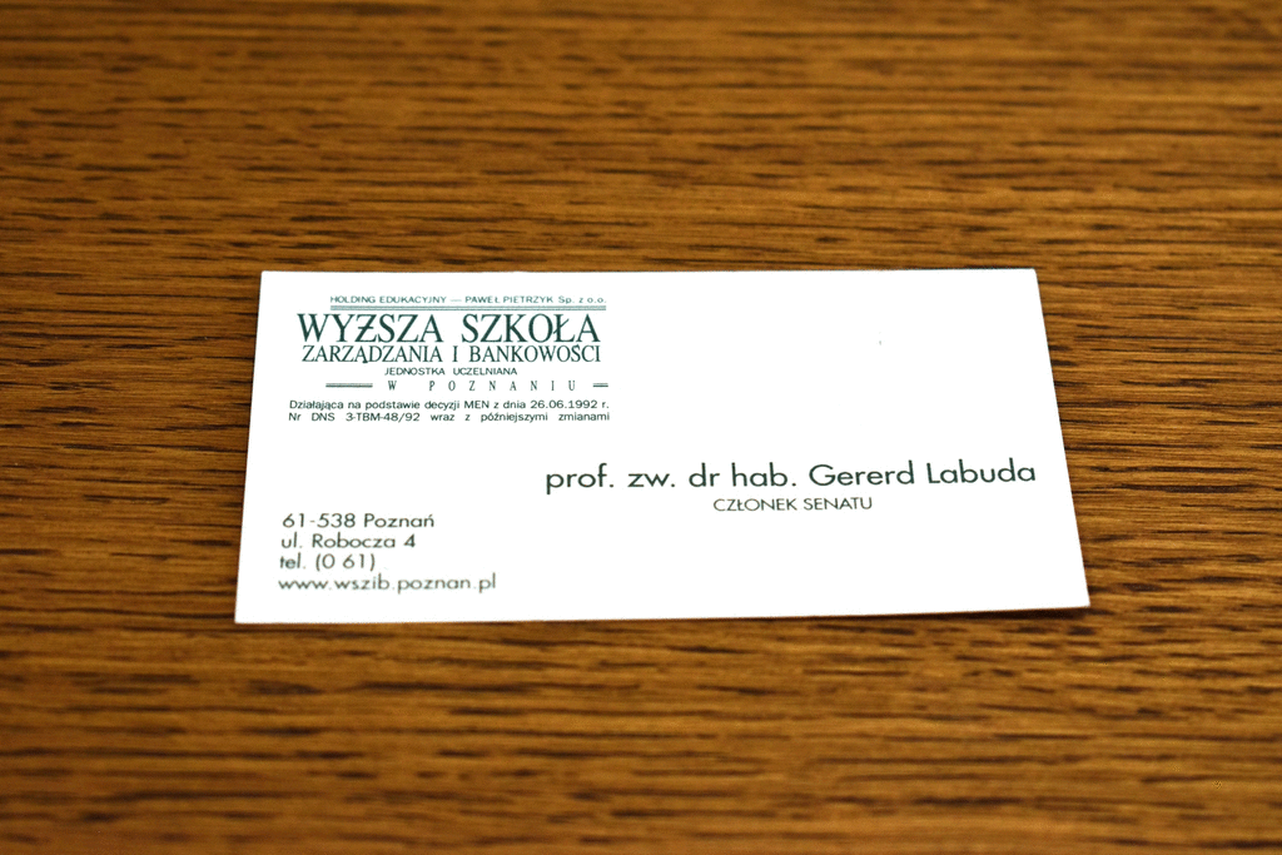 HOLDING EDUKACYJNY — PAWEŁ PIETRZYK Sp. z o.o.
WYŻSZA SZKOŁA
ZARZĄDZANIA I BANKOWOŚCI
JEDNOSTKA UCZELNIANA
W POZNANIU
Działająca na podstawie decyzji MEN z dnia 26.06.1992 r.
Nr DNS 3-TBM-48/92 wraz z późniejszymi zmianami
prof. zw. dr hab. Gererd Labuda
CZŁONEK SENATU
61-538 Poznań
ul. Robocza 4
tel. (0 61)
www.wszib.poznan.pl